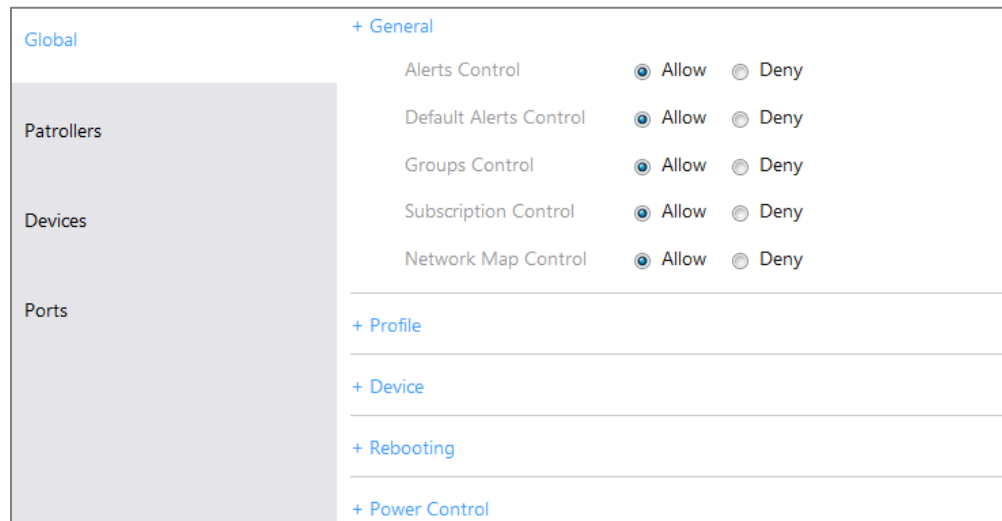 Global
Patrollers
Devices
Ports
+ General
Alerts Control Allow Deny
Default Alerts Control Allow Deny
Groups Control Allow Deny
Subscription Control Allow Deny
Network Map Control Allow Deny
+ Profile
+ Device
+ Rebooting
+ Power Control